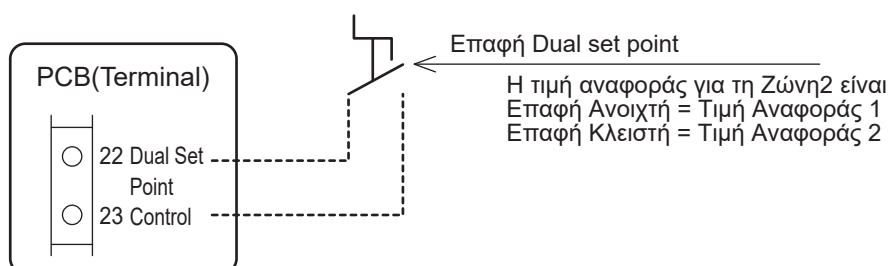 Επαφή Dual set point
PCB(Terminal)
Η τιμή αναφοράς για τη Ζώνη2 είναι
Επαφή Ανοιχτή = Τιμή Αναφοράς 1
Επαφή Κλειστή = Τιμή Αναφοράς 2
22 Dual Set
Point
23 Control